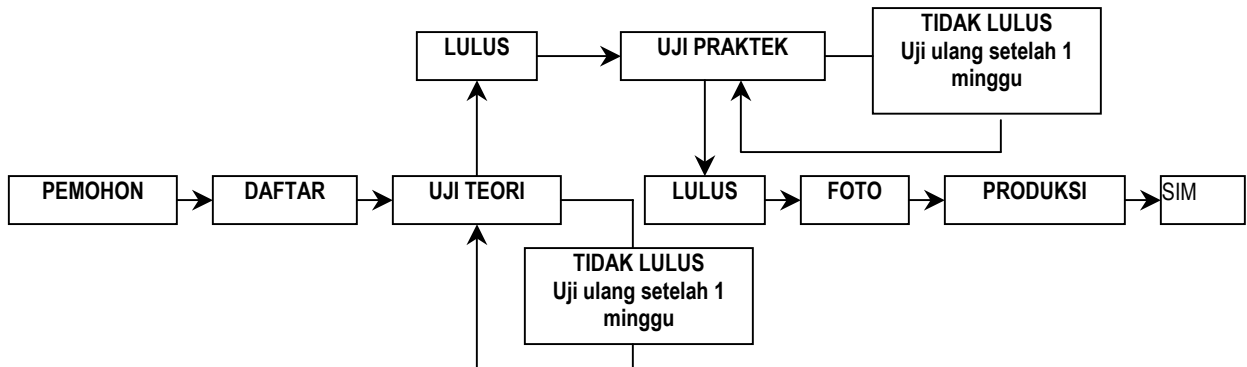 LULUS
UJI PRAKTEK
TIDAK LULUS
Uji ulang setelah 1
minggu
PEMOHON
DAFTAR
UJI TEORI
LULUS
FOTO
PRODUKSI
SIM
TIDAK LULUS
Uji ulang setelah 1
minggu